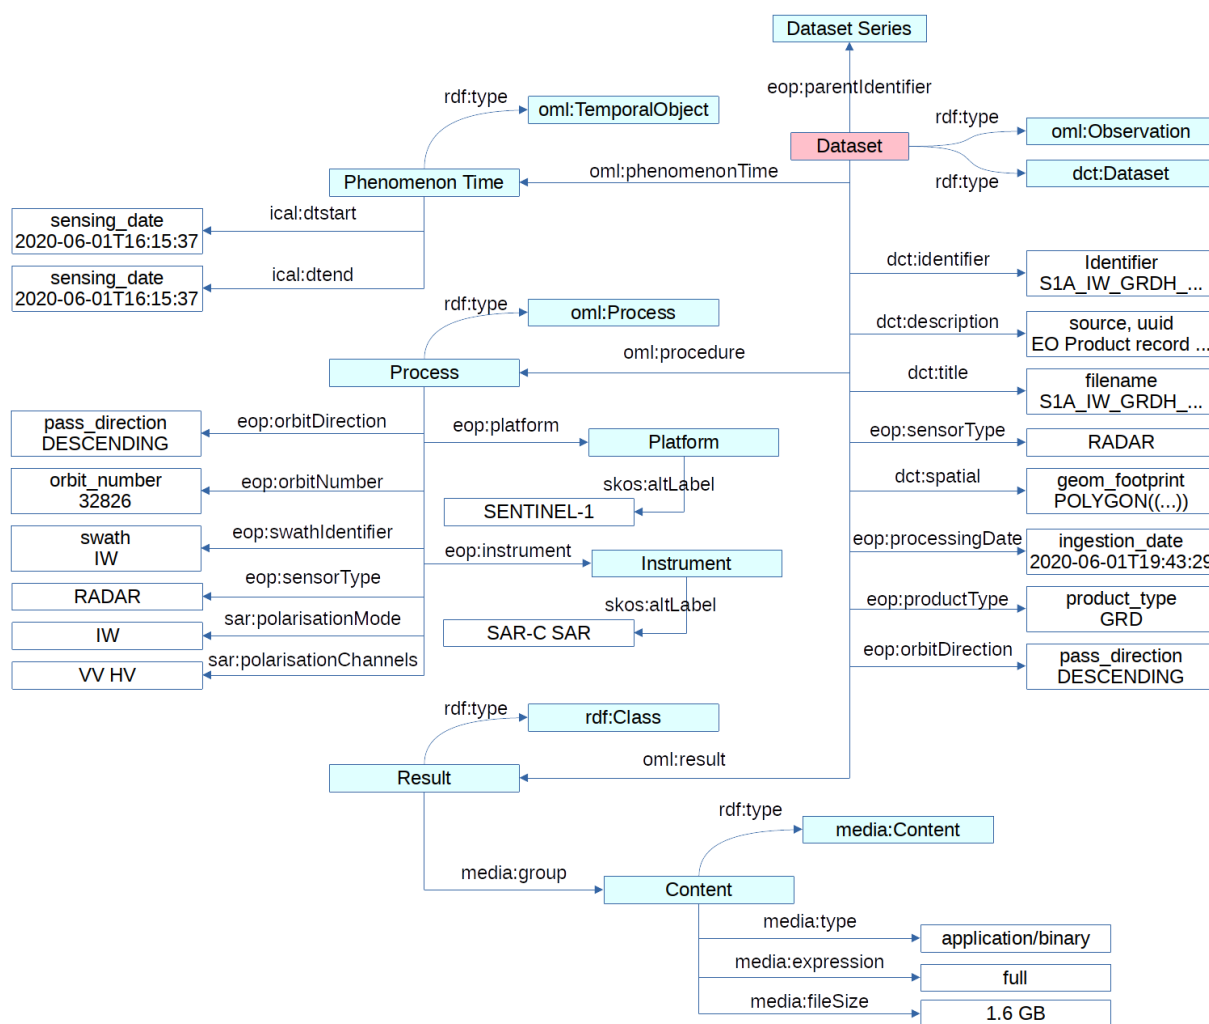 Dataset Series
eop:parentIdentifier
rdf:type
oml:TemporalObject
rdf:type
oml:Observation
Dataset
rdf:type
dct:Dataset
oml:phenomenonTime
Phenomenon Time
ical:dtstart
sensing_date
2020-06-01T16:15:37
ical:dtend
sensing_date
2020-06-01T16:15:37
dct:identifier
Identifier
S1A_IW_GRDH_...
rdf:type
oml:Process
dct:description
source, uuid
EO Product record ...
oml:procedure
Process
dct:title
filename
S1A_IW_GRDH_...
eop:orbitDirection
pass_direction
DESCENDING
eop:platform
Platform
eop:sensorType
RADAR
eop:orbitNumber
orbit_number
32826
skos:altLabel
SENTINEL-1
dct:spatial
geom_footprint
POLYGON((...))
eop:swathIdentifier
swath
IW
eop:instrument
Instrument
eop:processingDate
ingestion_date
2020-06-01T19:43:29
eop:sensorType
RADAR
skos:altLabel
SAR-C SAR
eop:productType
product_type
GRD
sar:polarisationMode
IW
sar:polarisationChannels
VV HV
eop:orbitDirection
pass_direction
DESCENDING
rdf:type
rdf:Class
oml:result
Result
rdf:type
media:Content
media:group
Content
media:type
application/binary
media:expression
full
media:fileSize
1.6 GB